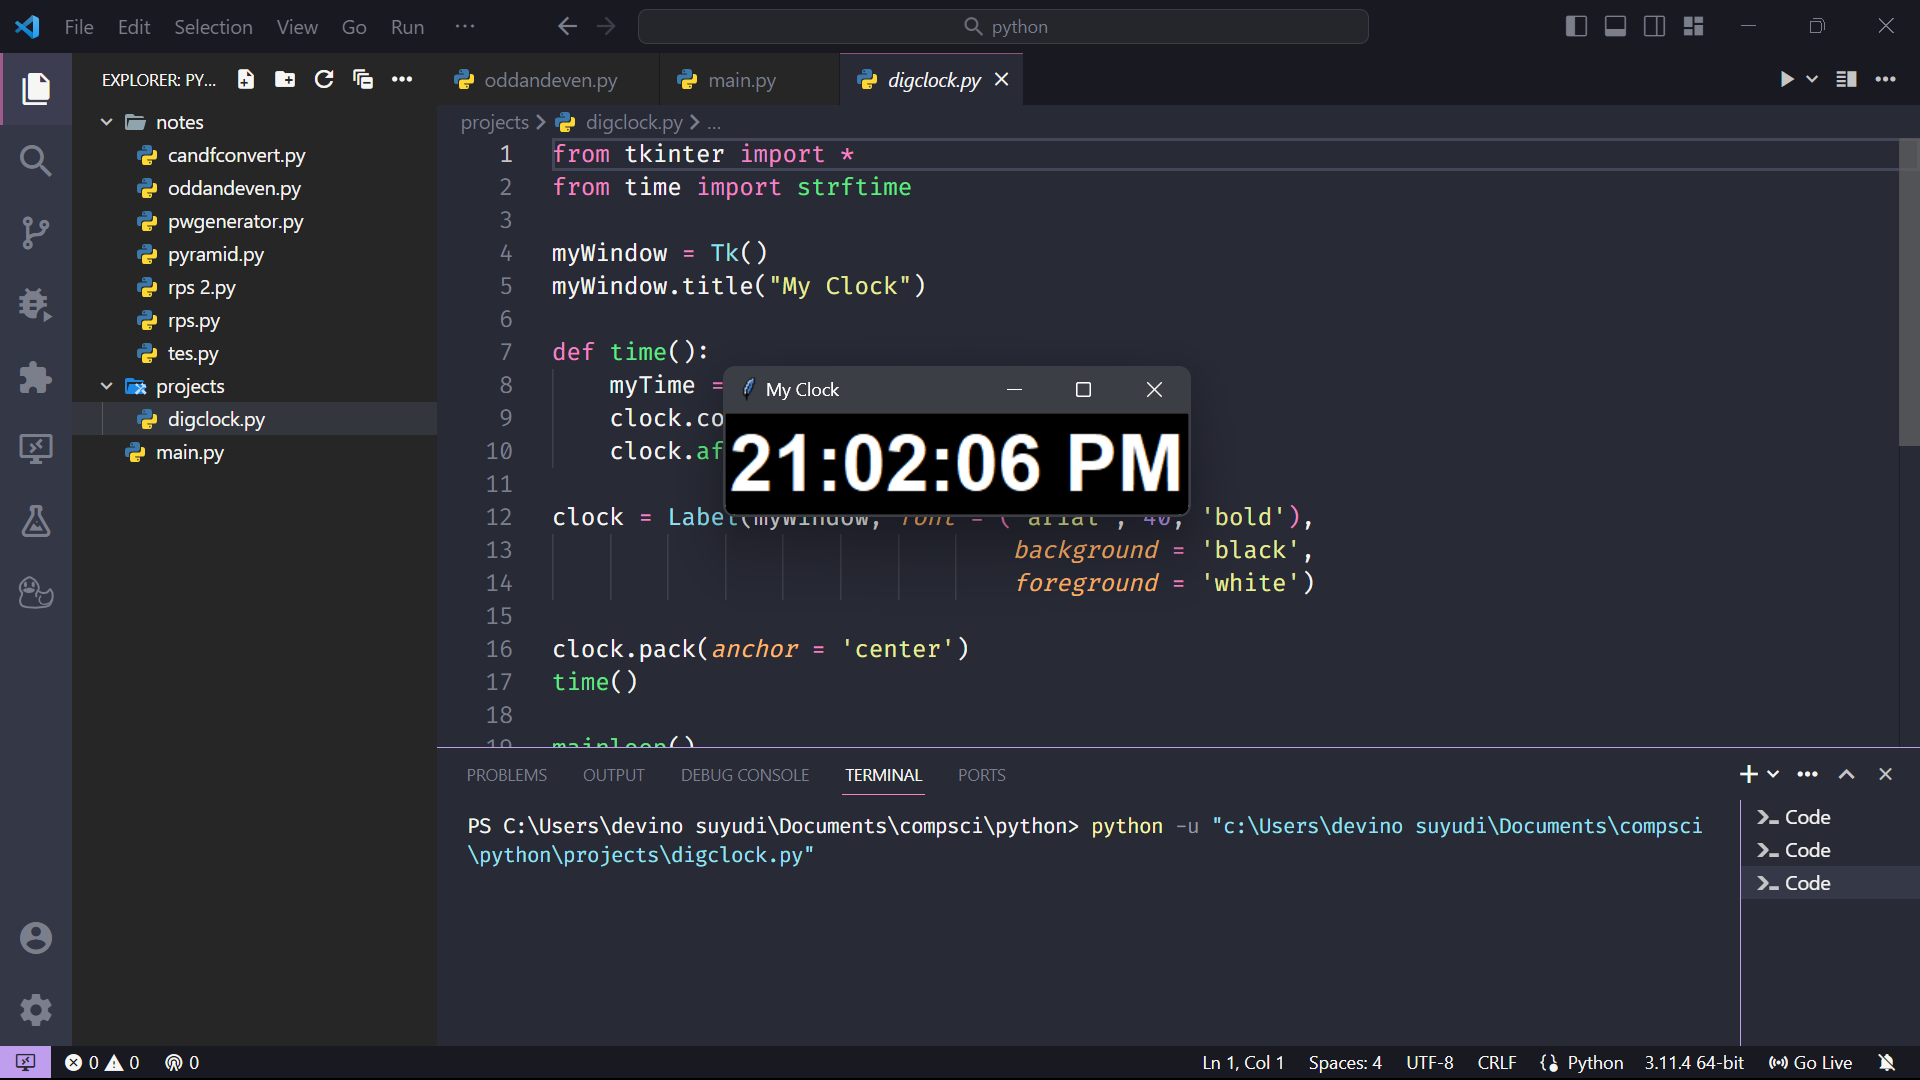 File Edit Selection View Go Run ···
python
EXPLORER: PY...
oddandeven.py
main.py
digclock.py
projects > digclock.py > ...
notes
candfconvert.py
oddandeven.py
pwgenerator.py
pyramid.py
rps 2.py
rps.py
tes.py
projects
digclock.py
main.py
1 from tkinter import *
2 from time import strftime
3
4 myWindow = Tk()
5 myWindow.title("My Clock")
6
7 def time():
8 myTime =
9 clock.co
10 clock.af
11
12 clock = Label(myWindow, font = ('arial', 40, 'bold'),
13 background = 'black',
14 foreground = 'white')
15
16 clock.pack(anchor = 'center')
17 time()
18
19 mainloop()
My Clock
21:02:06 PM
PROBLEMS OUTPUT DEBUG CONSOLE TERMINAL PORTS
PS C:\Users\devino suyudi\Documents\compsci\python> python -u "c:\Users\devino suyudi\Documents\compsci
\python\projects\digclock.py"
Code
Code
Code
0 0 0
Ln 1, Col 1 Spaces: 4 UTF-8 CRLF {} Python 3.11.4 64-bit Go Live